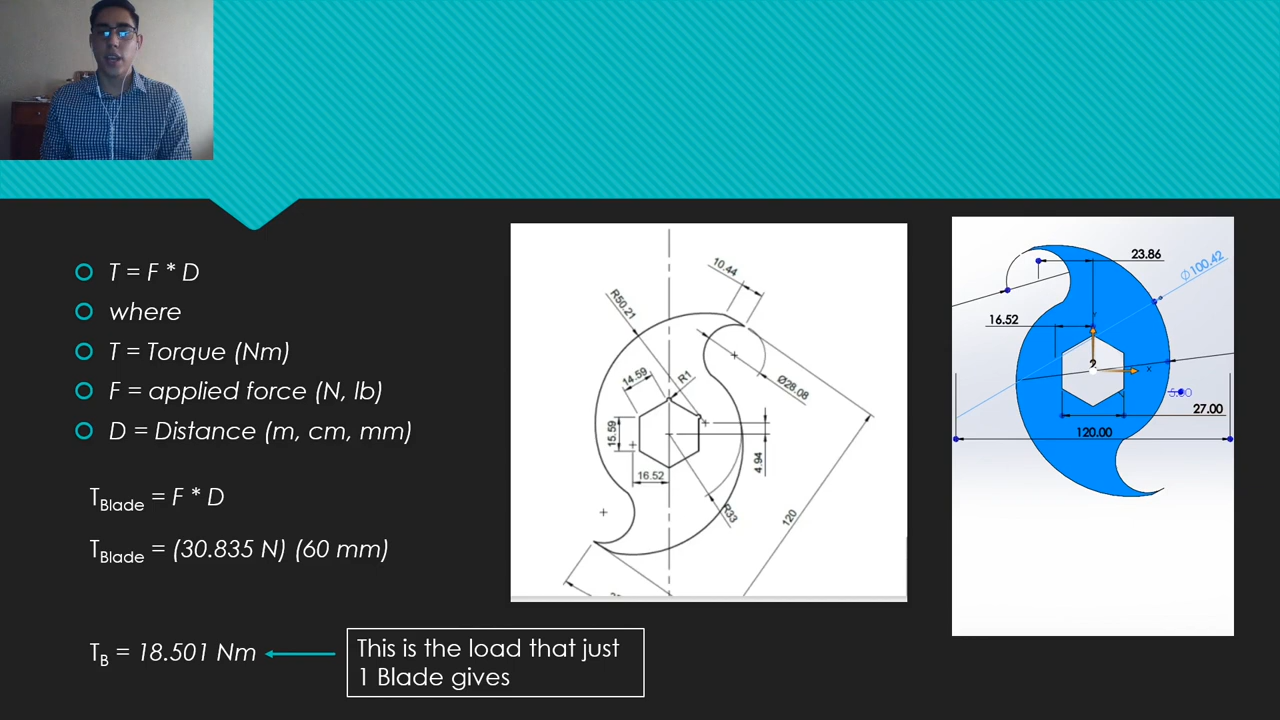 T = F * D
where
T = Torque (Nm)
F = applied force (N, lb)
D = Distance (m, cm, mm)
TBlade = F * D
TBlade = (30.835 N) (60 mm)
TB = 18.501 Nm
This is the load that just
1 Blade gives
10.44
R50.21
14.59
R1
Ø28.08
15.59
16.52
4.94
R33
120
23.86
Ø100.42
16.52
Y
2
X
27.00
120.00